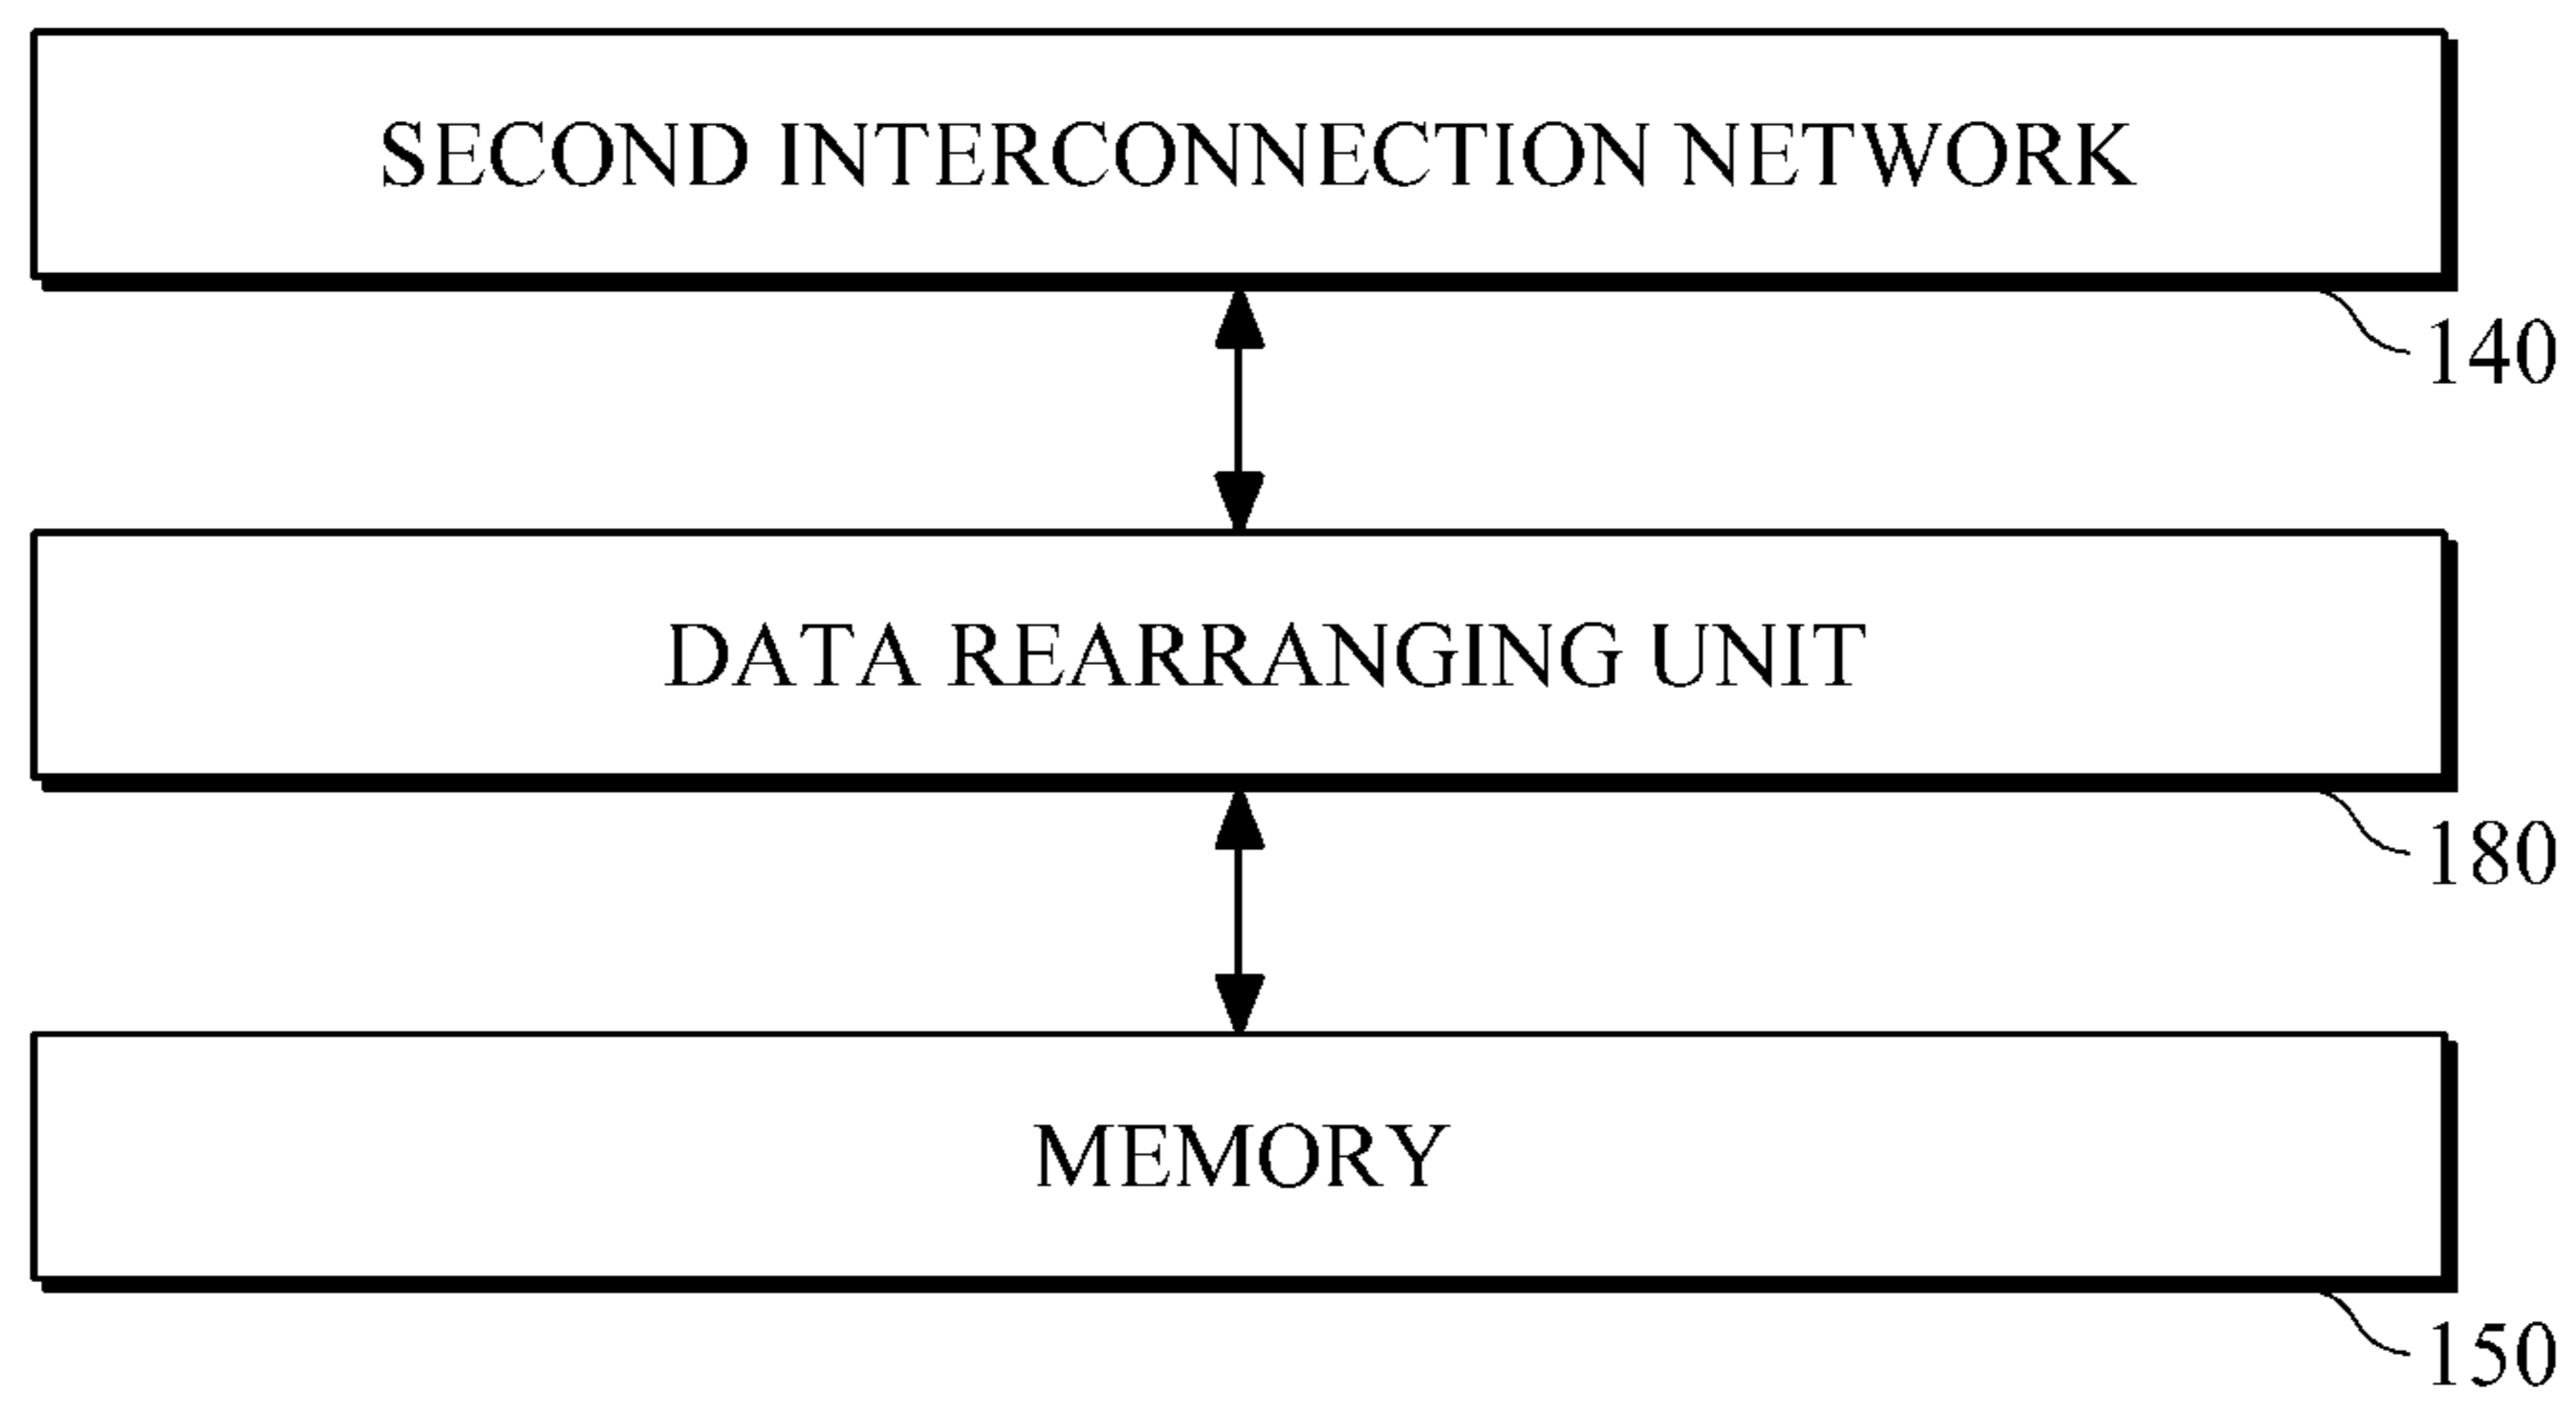 SECOND INTERCONNECTION NETWORK
140
DATA REARRANGING UNIT
180
MEMORY
150